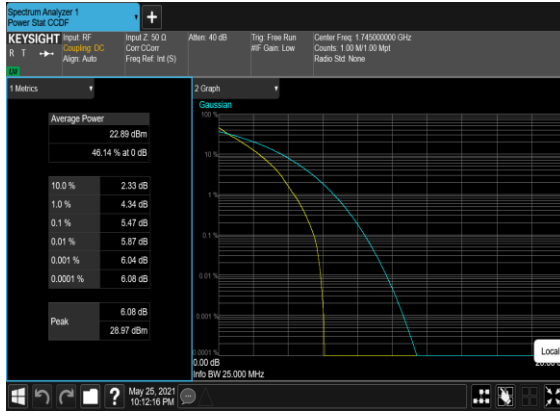 Spectrum Analyzer 1
Power Stat CCDF
+
KEYSIGHT
R T
LU
Input: RF
Coupling: DC
Align: Auto
Input Z: 50 Ω
Corr CCorr
Freq Ref: Int (S)
Atten: 40 dB
Trig: Free Run
#IF Gain: Low
Center Freq: 1.745000000 GHz
Counts: 1.00 M/1.00 Mpt
Radio Std: None
1 Metrics
Average Power
22.89 dBm
46.14 % at 0 dB
10.0 % 2.33 dB
1.0 % 4.34 dB
0.1 % 5.47 dB
0.01 % 5.87 dB
0.001 % 6.04 dB
0.0001 % 6.08 dB
Peak
6.08 dB
28.97 dBm
2 Graph
Gaussian
100 %
10 %
1 %
0.1 %
0.01 %
0.001 %
0.0001 %
0.00 dB
Info BW 25.000 MHz
Local
?
May 25, 2021
10:12:16 PM